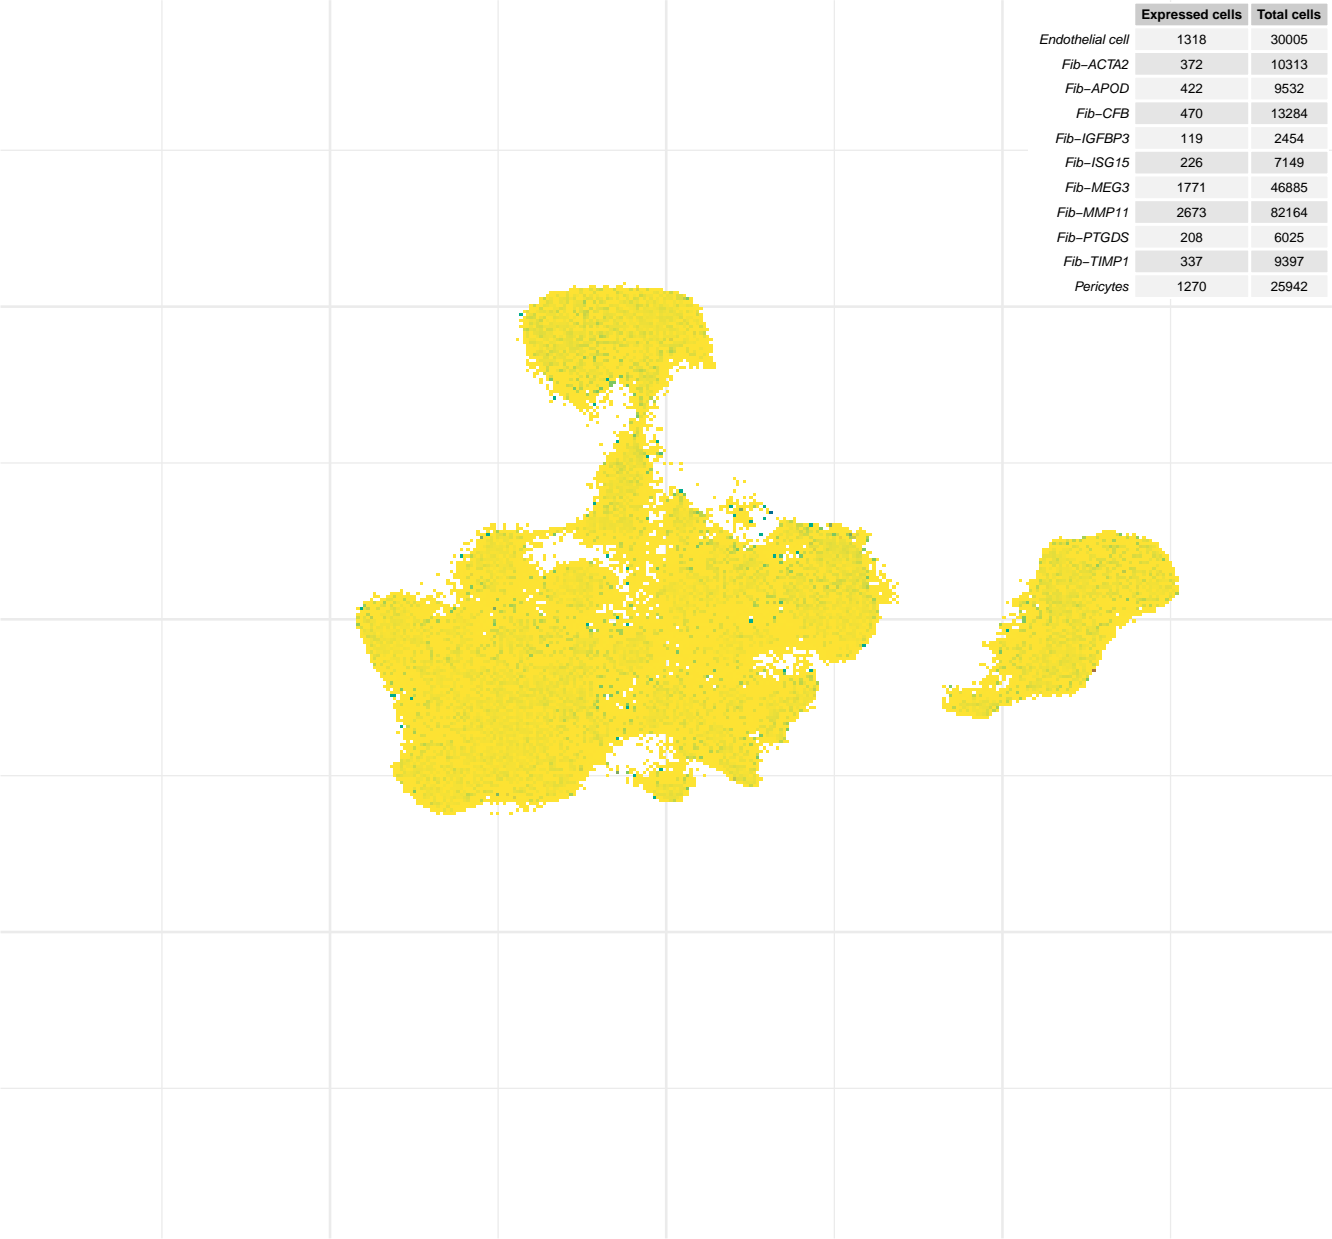 Expressed cells Total cells
Endothelial cell 1318 30005
Fib−ACTA2 372 10313
Fib−APOD 422 9532
Fib−CFB 470 13284
Fib−IGFBP3 119 2454
Fib−ISG15 226 7149
Fib−MEG3 1771 46885
Fib−MMP11 2673 82164
Fib−PTGDS 208 6025
Fib−TIMP1 337 9397
Pericytes 1270 25942